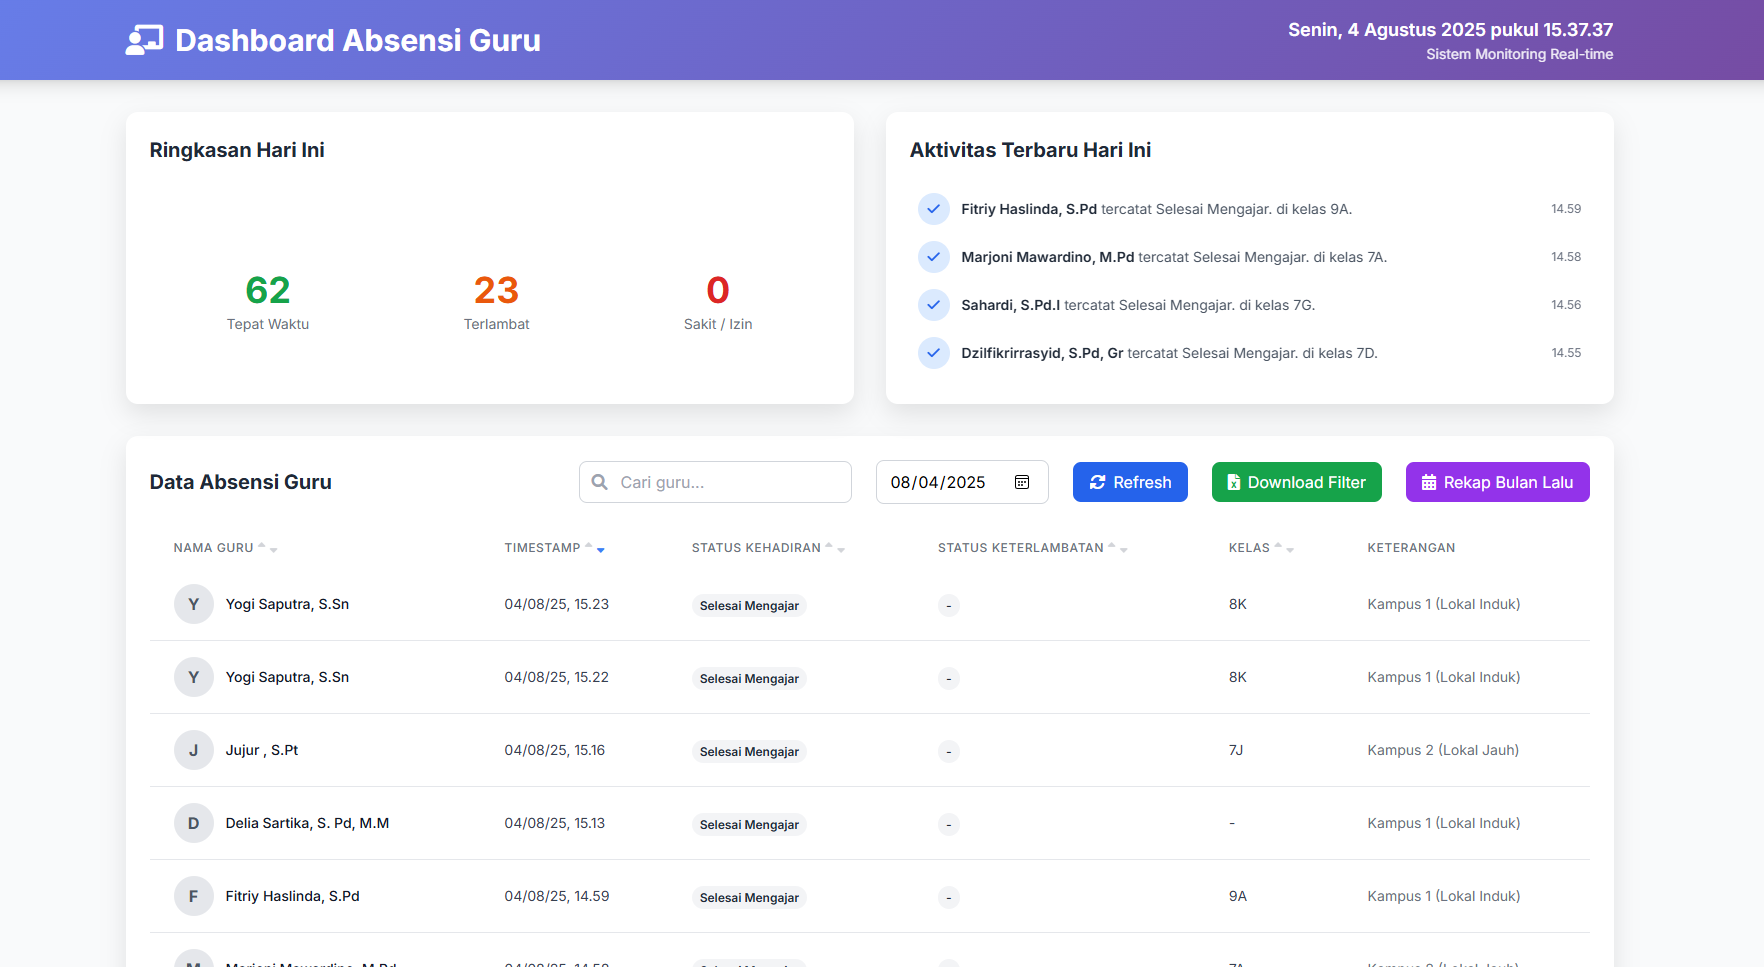 Dashboard Absensi Guru
Senin, 4 Agustus 2025 pukul 15.37.37
Sistem Monitoring Real-time
Ringkasan Hari Ini
62
Tepat Waktu
23
Terlambat
0
Sakit / Izin
Aktivitas Terbaru Hari Ini
Fitriy Haslinda, S.Pd tercatat Selesai Mengajar. di kelas 9A. 14.59
Marjoni Mawardino, M.Pd tercatat Selesai Mengajar. di kelas 7A. 14.58
Sahardi, S.Pd.I tercatat Selesai Mengajar. di kelas 7G. 14.56
Dzilfikrirrasyid, S.Pd, Gr tercatat Selesai Mengajar. di kelas 7D. 14.55
Data Absensi Guru
Cari guru...
08/04/2025
Refresh
Download Filter
Rekap Bulan Lalu
NAMA GURU TIMESTAMP STATUS KEHADIRAN STATUS KETERLAMBATAN KELAS KETERANGAN
Y Yogi Saputra, S.Sn 04/08/25, 15.23 Selesai Mengajar - 8K Kampus 1 (Lokal Induk)
Y Yogi Saputra, S.Sn 04/08/25, 15.22 Selesai Mengajar - 8K Kampus 1 (Lokal Induk)
J Jujur , S.Pt 04/08/25, 15.16 Selesai Mengajar - 7J Kampus 2 (Lokal Jauh)
D Delia Sartika, S. Pd, M.M 04/08/25, 15.13 Selesai Mengajar - - Kampus 1 (Lokal Induk)
F Fitriy Haslinda, S.Pd 04/08/25, 14.59 Selesai Mengajar - 9A Kampus 1 (Lokal Induk)